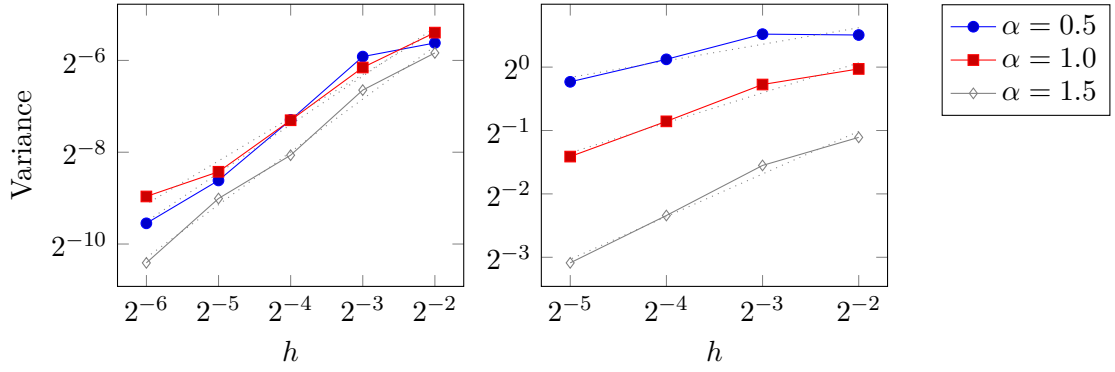 Variance
2^{-6}
2^{-8}
2^{-10}
2^{-6} 2^{-5} 2^{-4} 2^{-3} 2^{-2}
h
2^{0}
2^{-1}
2^{-2}
2^{-3}
2^{-5} 2^{-4} 2^{-3} 2^{-2}
h
α = 0.5
α = 1.0
α = 1.5